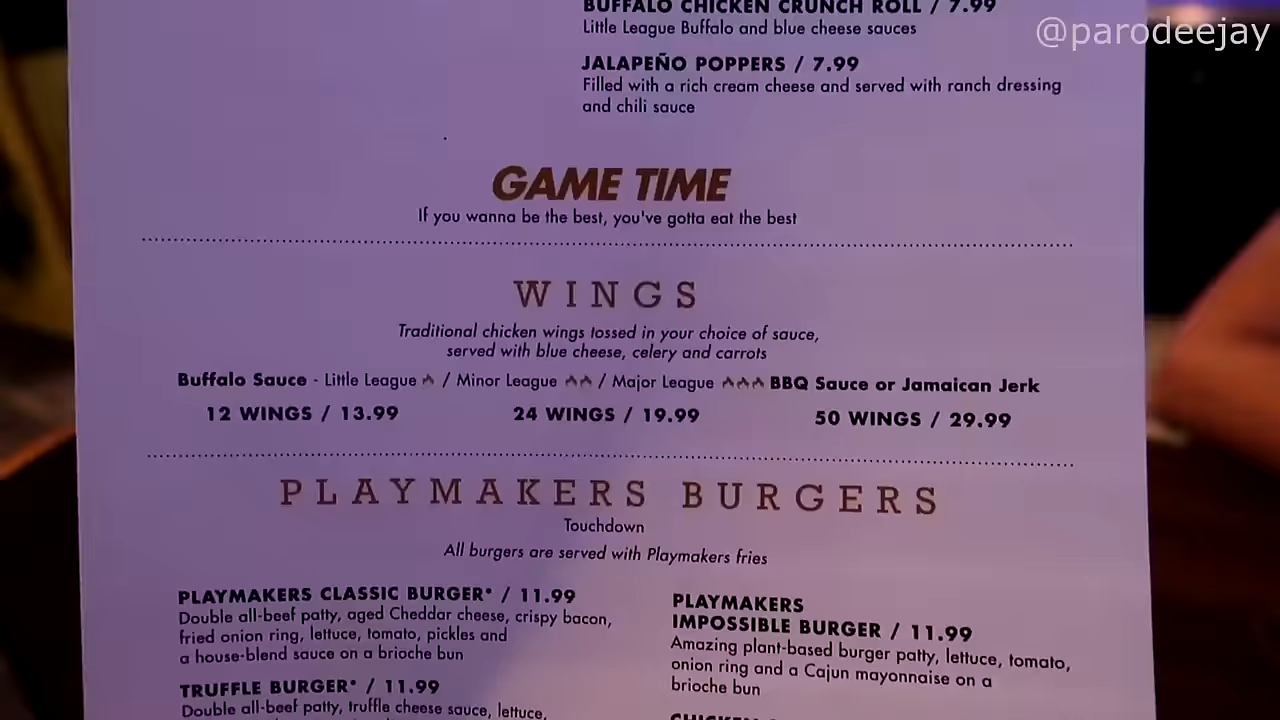 @parodeejay
BUFFALO CHICKEN CRUNCH ROLL / 7.99
Little League Buffalo and blue cheese sauces
JALAPEÑO POPPERS / 7.99
Filled with a rich cream cheese and served with ranch dressing
and chili sauce
GAME TIME
If you wanna be the best, you've gotta eat the best
WINGS
Traditional chicken wings tossed in your choice of sauce,
served with blue cheese, celery and carrots
Buffalo Sauce - Little League / Minor League / Major League BBQ Sauce or Jamaican Jerk
12 WINGS / 13.99 24 WINGS / 19.99 50 WINGS / 29.99
PLAYMAKERS BURGERS
Touchdown
All burgers are served with Playmakers fries
PLAYMAKERS CLASSIC BURGER* / 11.99
Double all-beef patty, aged Cheddar cheese, crispy bacon,
fried onion ring, lettuce, tomato, pickles and
a house-blend sauce on a brioche bun
TRUFFLE BURGER* / 11.99
Double all-beef patty, truffle cheese sauce, lettuce,
PLAYMAKERS
IMPOSSIBLE BURGER / 11.99
Amazing plant-based burger patty, lettuce, tomato,
onion ring and a Cajun mayonnaise on a
brioche bun